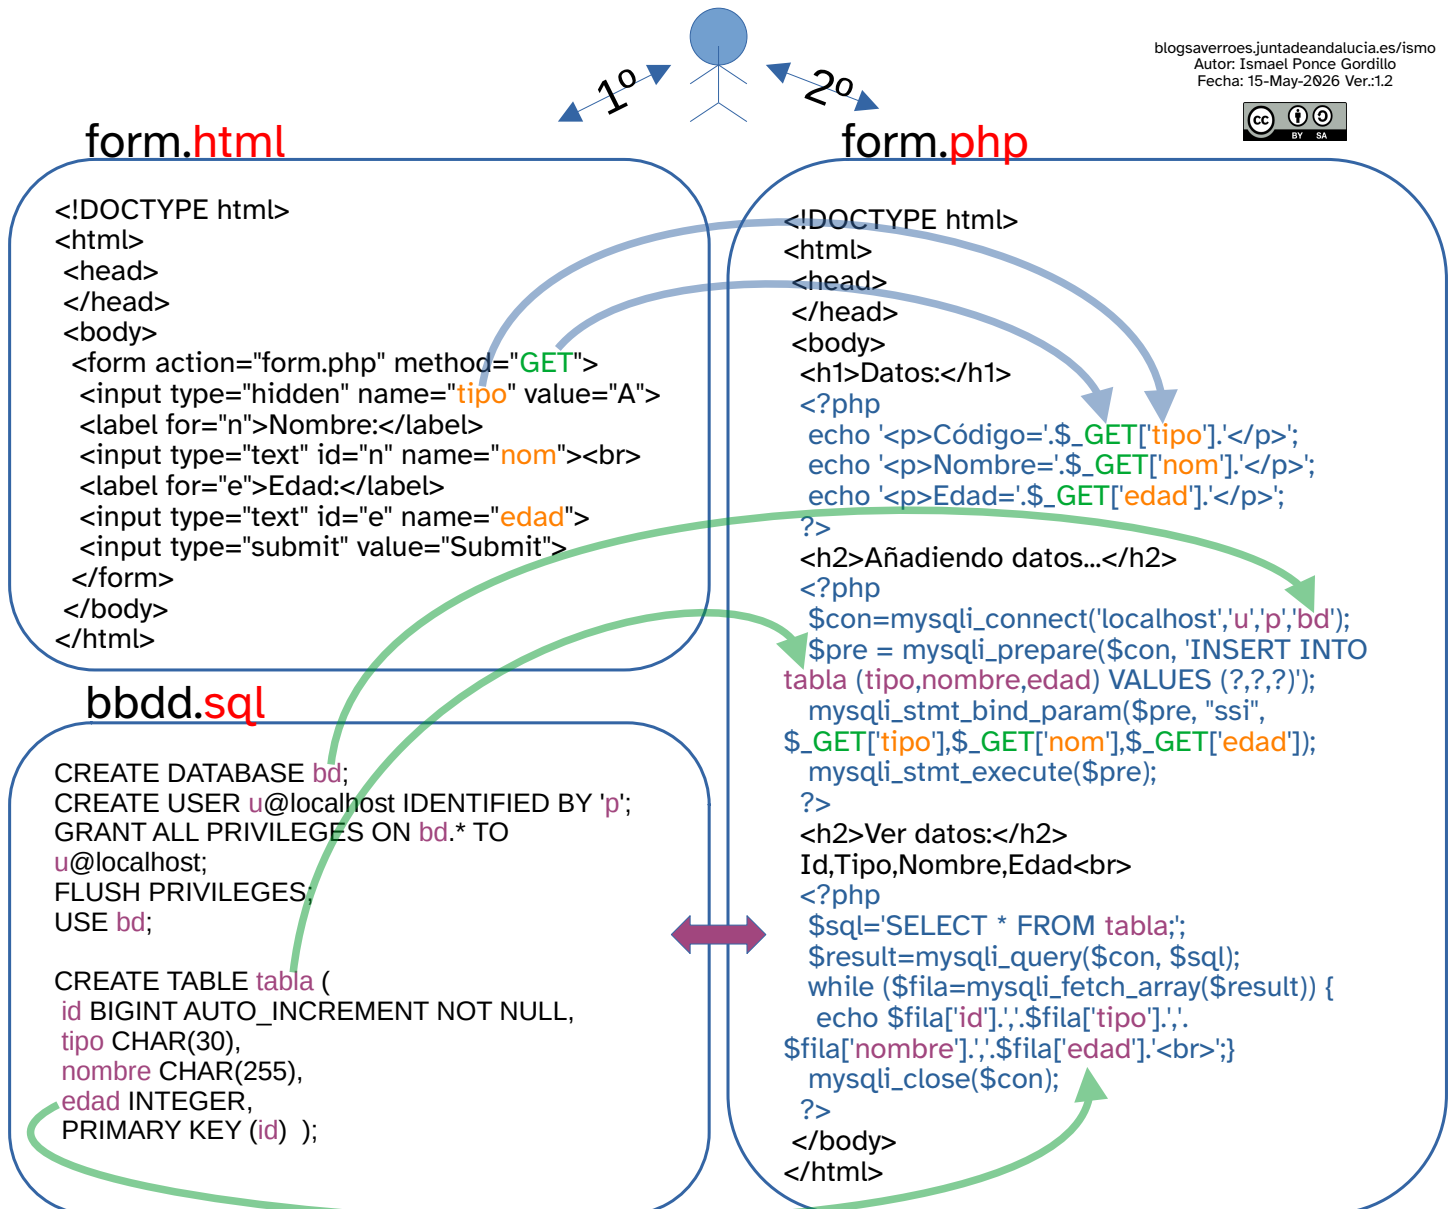 1º
2º
blogsaverroes.juntadeandalucia.es/ismo
Autor: Ismael Ponce Gordillo
Fecha: 15-May-2026 Ver.:1.2
cc
BY SA
form.html
<!DOCTYPE html>
<html>
<head>
</head>
<body>
<form action="form.php" method="GET">
<input type="hidden" name="tipo" value="A">
<label for="n">Nombre:</label>
<input type="text" id="n" name="nom"><br>
<label for="e">Edad:</label>
<input type="text" id="e" name="edad">
<input type="submit" value="Submit">
</form>
</body>
</html>
bbdd.sql
CREATE DATABASE bd;
CREATE USER u@localhost IDENTIFIED BY 'p';
GRANT ALL PRIVILEGES ON bd.* TO
u@localhost;
FLUSH PRIVILEGES;
USE bd;
CREATE TABLE tabla (
id BIGINT AUTO_INCREMENT NOT NULL,
tipo CHAR(30),
nombre CHAR(255),
edad INTEGER,
PRIMARY KEY (id)  );
form.php
<!DOCTYPE html>
<html>
<head>
</head>
<body>
<h1>Datos:</h1>
<?php
echo '<p>Código='.$_GET['tipo'].'</p>';
echo '<p>Nombre='.$_GET['nom'].'</p>';
echo '<p>Edad='.$_GET['edad'].'</p>';
?>
<h2>Añadiendo datos...</h2>
<?php
$con=mysqli_connect('localhost','u','p','bd');
$pre = mysqli_prepare($con, 'INSERT INTO
tabla (tipo,nombre,edad) VALUES (?,?,?)');
mysqli_stmt_bind_param($pre, "ssi",
$_GET['tipo'],$_GET['nom'],$_GET['edad']);
mysqli_stmt_execute($pre);
?>
<h2>Ver datos:</h2>
Id,Tipo,Nombre,Edad<br>
<?php
$sql='SELECT * FROM tabla;';
$result=mysqli_query($con, $sql);
while ($fila=mysqli_fetch_array($result)) {
echo $fila['id'].','.$fila['tipo'].','.
$fila['nombre'].','.$fila['edad'].'<br>';}
mysqli_close($con);
?>
</body>
</html>